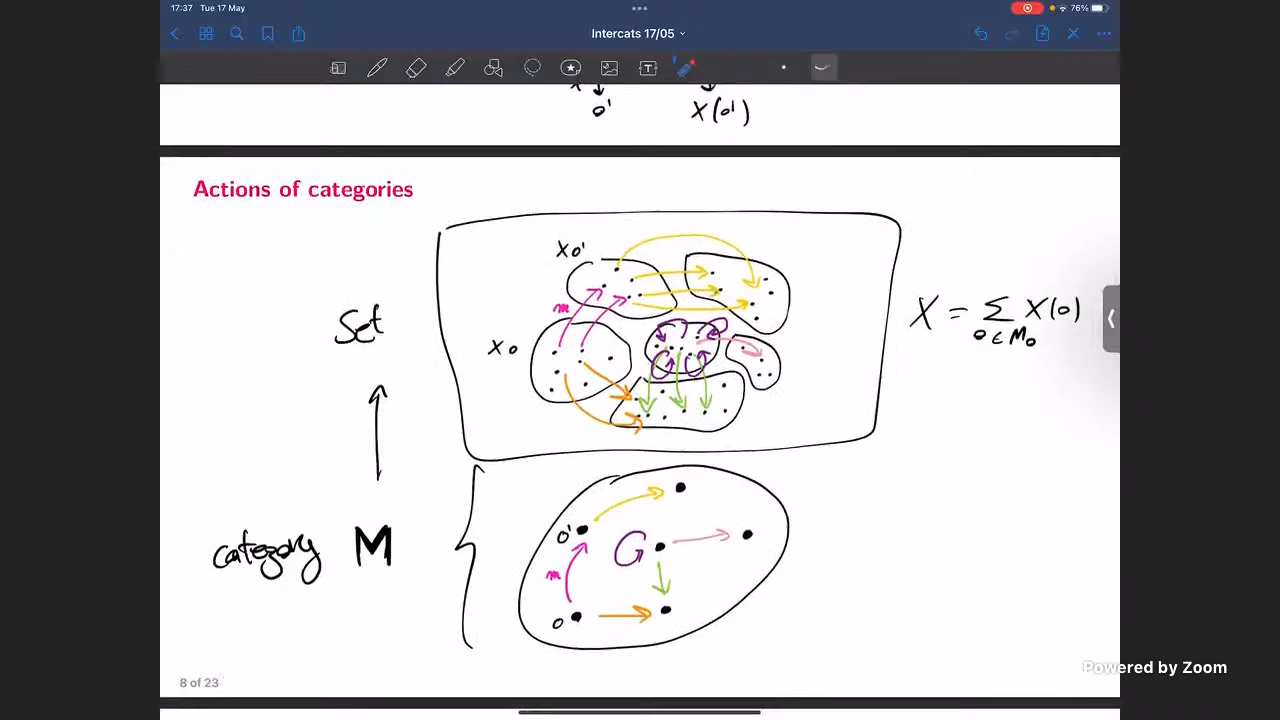 17:37 Tue 17 May
76%
Intercats 17/05
x
o'
X(o')
Actions of categories
Xo'
m
Xo
Set
X = Σ X(o)
o ∈ M₀
category M
o'
m
o
8 of 23
Powered by Zoom